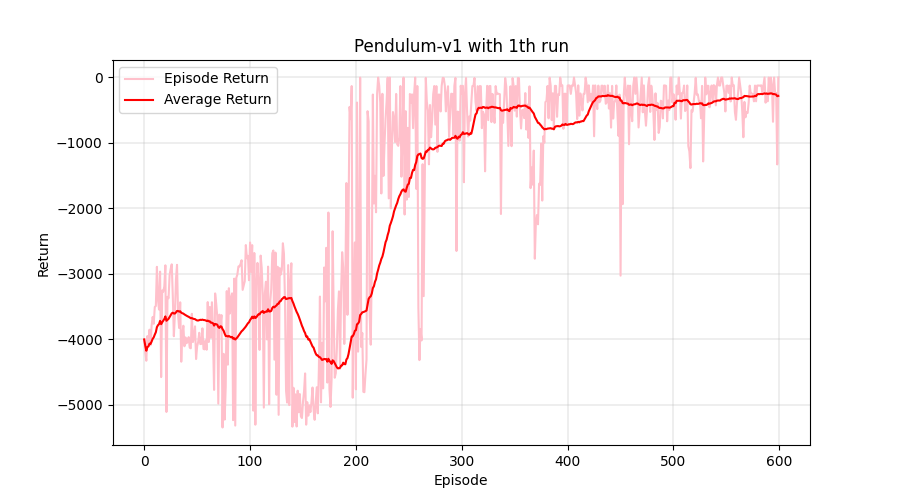 Pendulum-v1 with 1th run
Episode Return
Average Return
0
−1000
−2000
−3000
−4000
−5000
Return
0 100 200 300 400 500 600
Episode